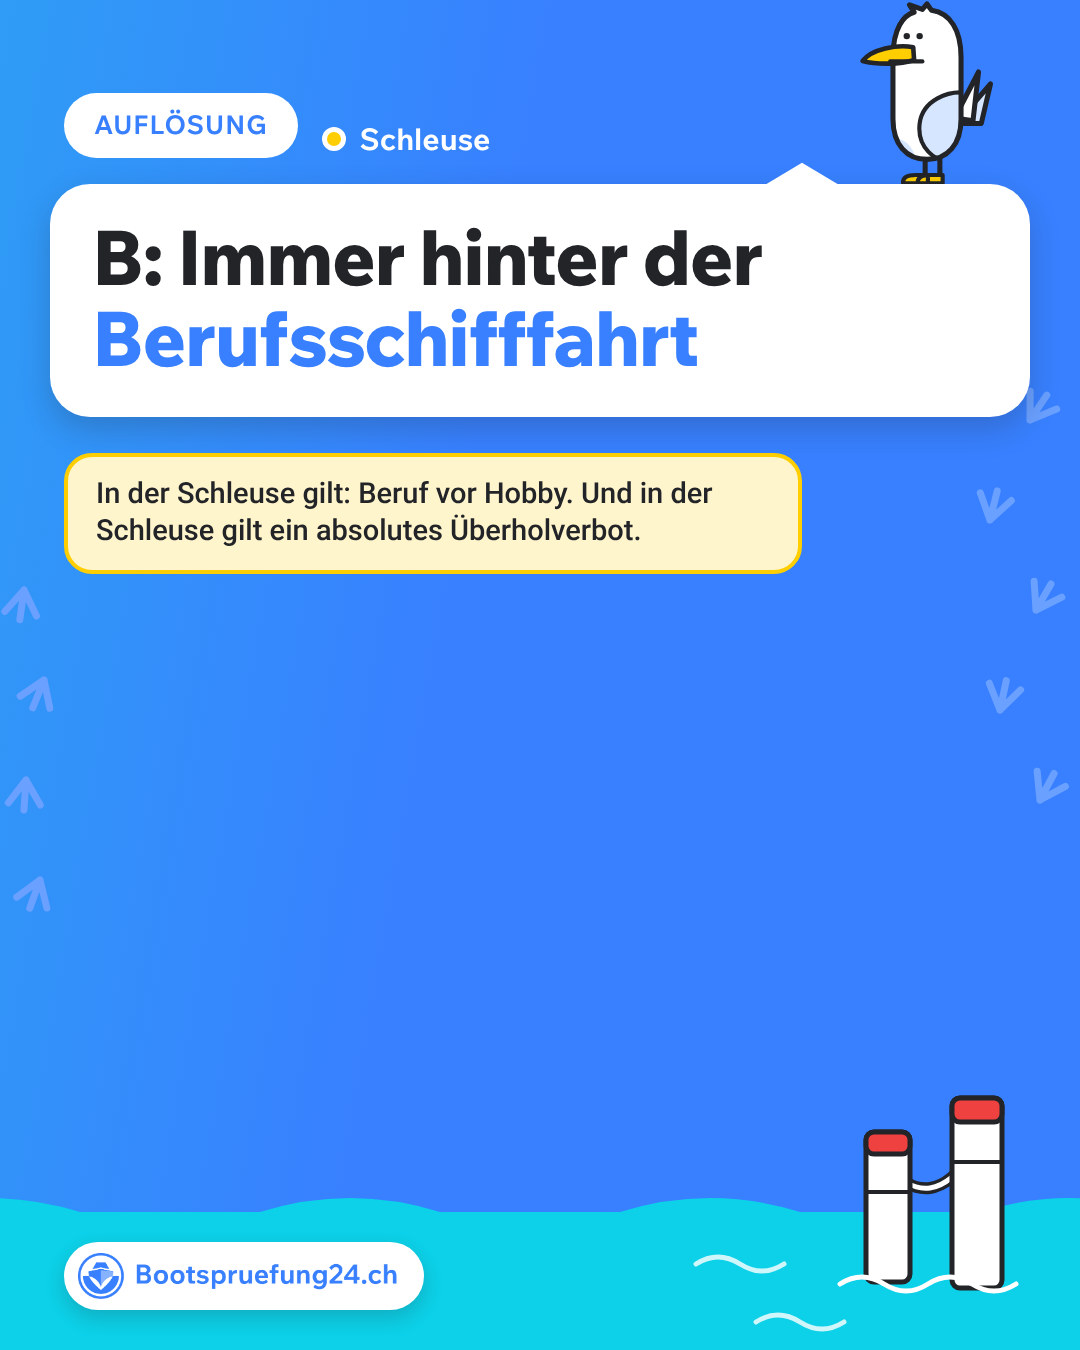 AUFLÖSUNG
Schleuse
B: Immer hinter der
Berufsschifffahrt
In der Schleuse gilt: Beruf vor Hobby. Und in der
Schleuse gilt ein absolutes Überholverbot.
Bootspruefung24.ch